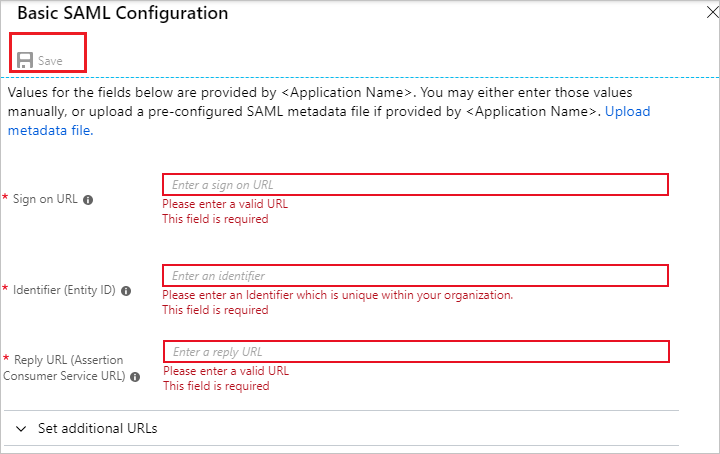 Basic SAML Configuration
Save
Values for the fields below are provided by <Application Name>. You may either enter those values
manually, or upload a pre-configured SAML metadata file if provided by <Application Name>. Upload
metadata file.
Enter a sign on URL
* Sign on URL
Please enter a valid URL
This field is required
Enter an identifier
* Identifier (Entity ID)
Please enter an Identifier which is unique within your organization.
This field is required
Enter a reply URL
* Reply URL (Assertion
Consumer Service URL)
Please enter a valid URL
This field is required
Set additional URLs